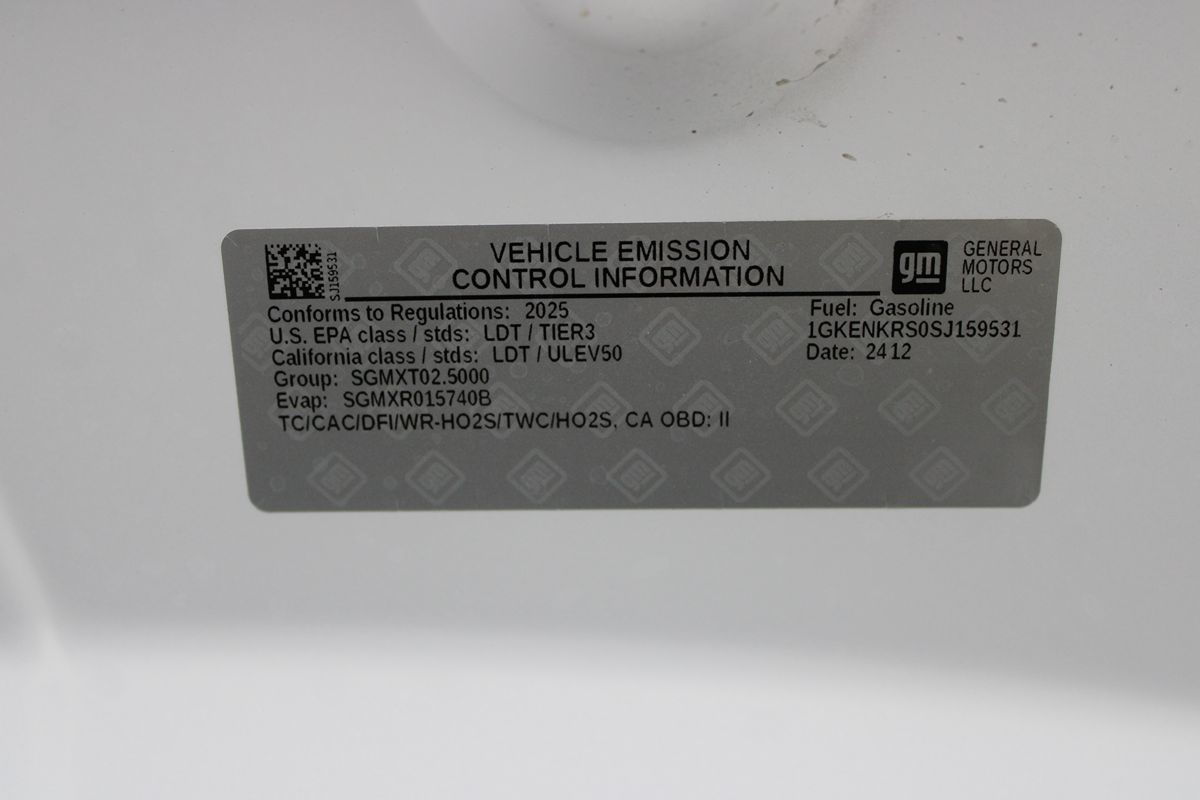 SJ159531
VEHICLE EMISSION
CONTROL INFORMATION
gm
GENERAL
MOTORS
LLC
Conforms to Regulations: 2025
U.S. EPA class / stds: LDT / TIER3
California class / stds: LDT / ULEV50
Group: SGMXT02.5000
Evap: SGMXR015740B
TC/CAC/DFI/WR-HO2S/TWC/HO2S, CA OBD: II
Fuel: Gasoline
1GKENKRS0SJ159531
Date: 2412